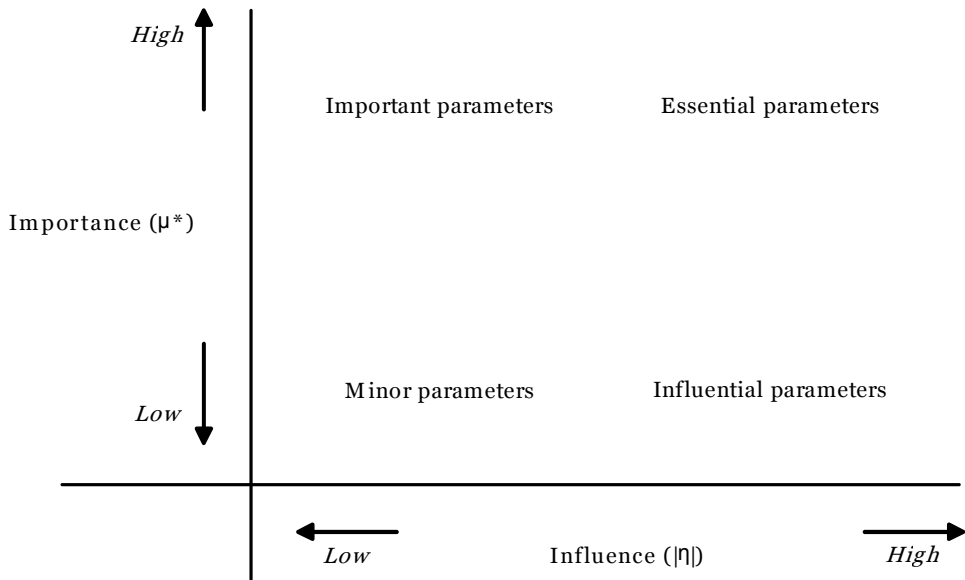 High
Important parameters
Essential parameters
Importance (μ*)
Minor parameters
Influential parameters
Low
Low
Influence (|η|)
High